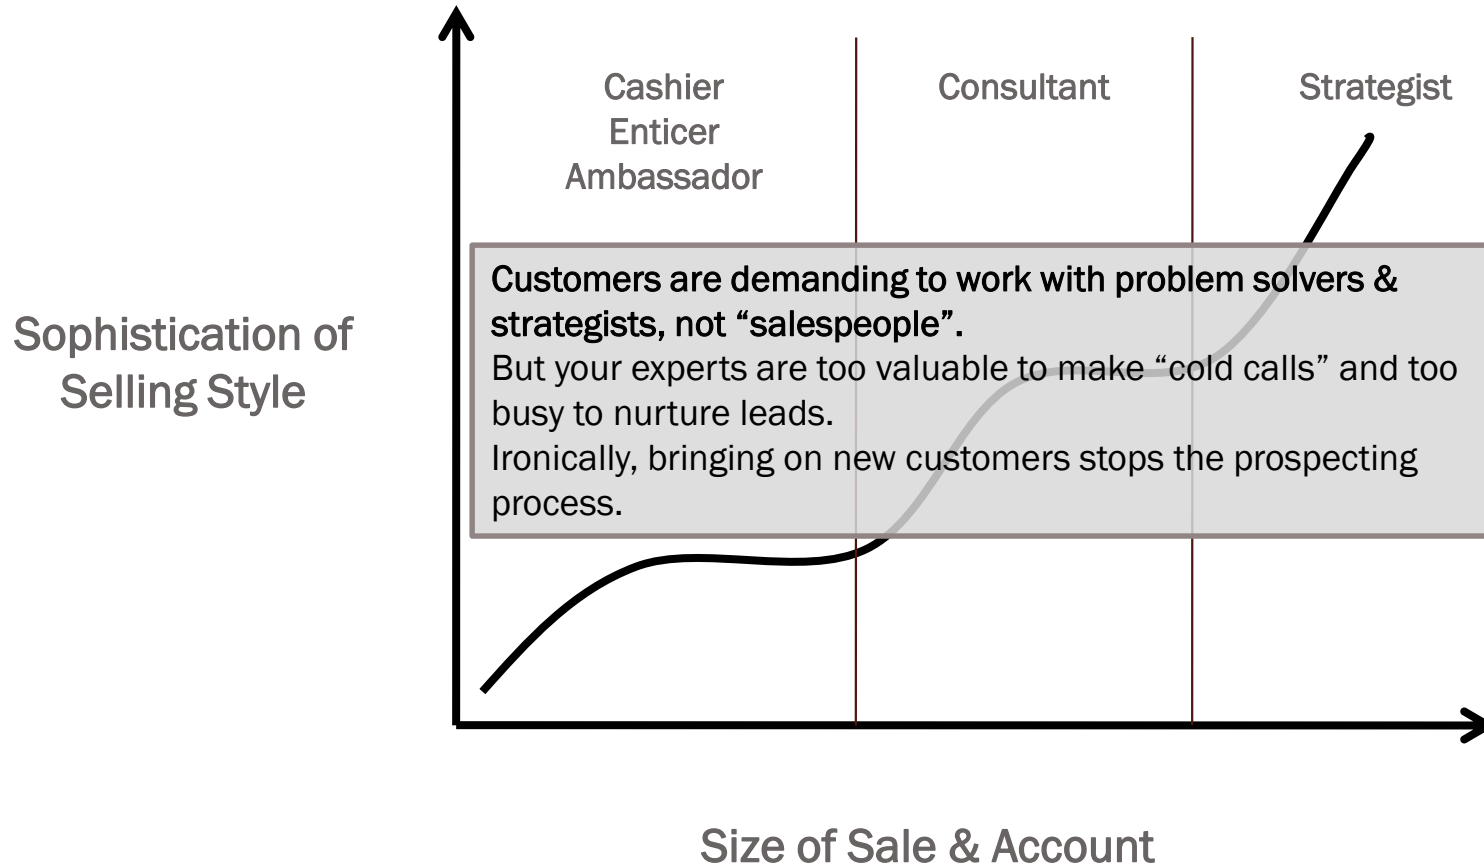 Cashier
Enticer
Ambassador
Consultant
Strategist
Sophistication of
Selling Style
Customers are demanding to work with problem solvers &
strategists, not “salespeople”.
But your experts are too valuable to make “cold calls” and too
busy to nurture leads.
Ironically, bringing on new customers stops the prospecting
process.
Size of Sale & Account